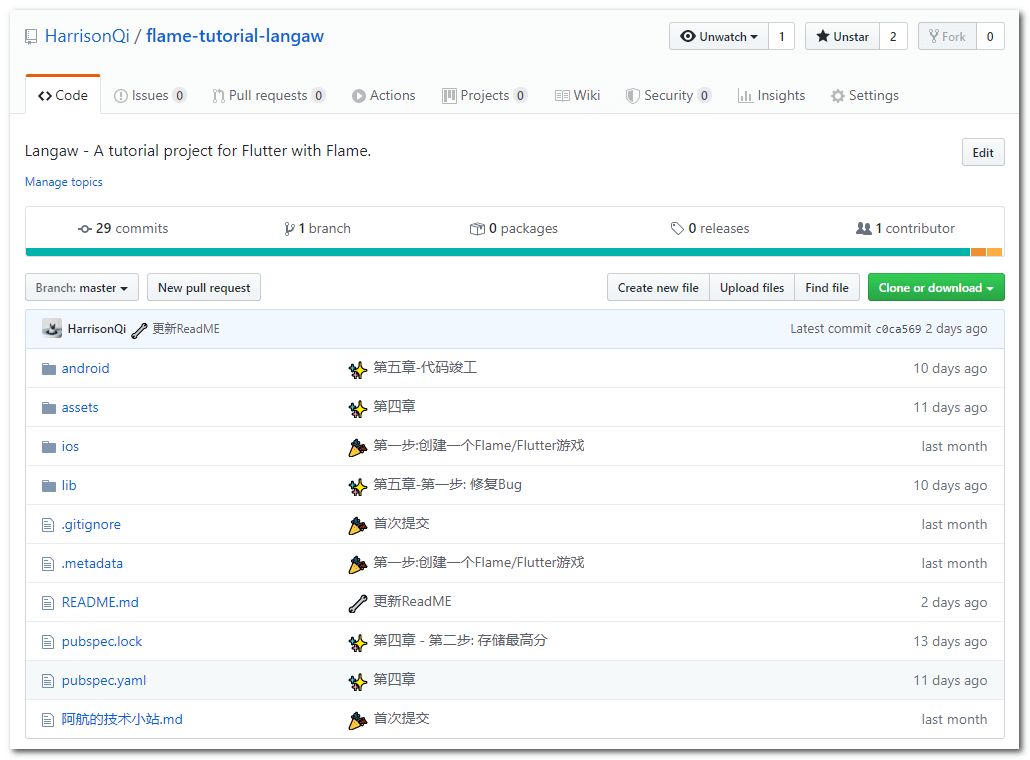 HarrisonQi / flame-tutorial-langaw Unwatch 1 Unstar 2 Fork 0
Code Issues 0 Pull requests 0 Actions Projects 0 Wiki Security 0 Insights Settings
Langaw - A tutorial project for Flutter with Flame. Edit
Manage topics
29 commits 1 branch 0 packages 0 releases 1 contributor
Branch: master New pull request Create new file Upload files Find file Clone or download
HarrisonQi 更新ReadME Latest commit c0ca569 2 days ago
android 第五章-代码竣工 10 days ago
assets 第四章 11 days ago
ios 第一步:创建一个Flame/Flutter游戏 last month
lib 第五章-第一步: 修复Bug 10 days ago
.gitignore 首次提交 last month
.metadata 第一步:创建一个Flame/Flutter游戏 last month
README.md 更新ReadME 2 days ago
pubspec.lock 第四章 - 第二步: 存储最高分 13 days ago
pubspec.yaml 第四章 11 days ago
阿航的技术小站.md 首次提交 last month